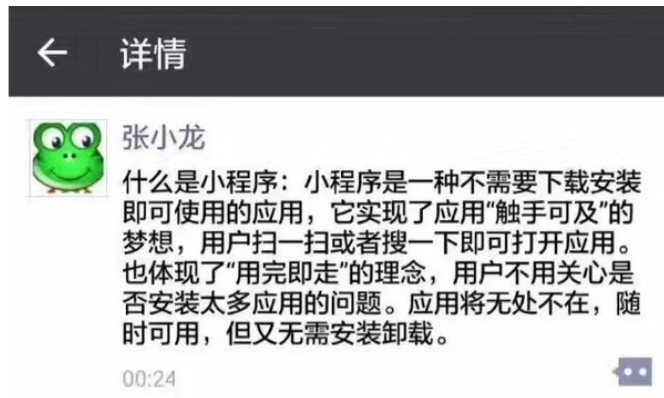 详情
张小龙
什么是小程序：小程序是一种不需要下载安装
即可使用的应用，它实现了应用“触手可及”的
梦想，用户扫一扫或者搜一下即可打开应用。
也体现了“用完即走”的理念，用户不用关心是
否安装太多应用的问题。应用将无处不在，随
时可用，但又无需安装卸载。
00:24